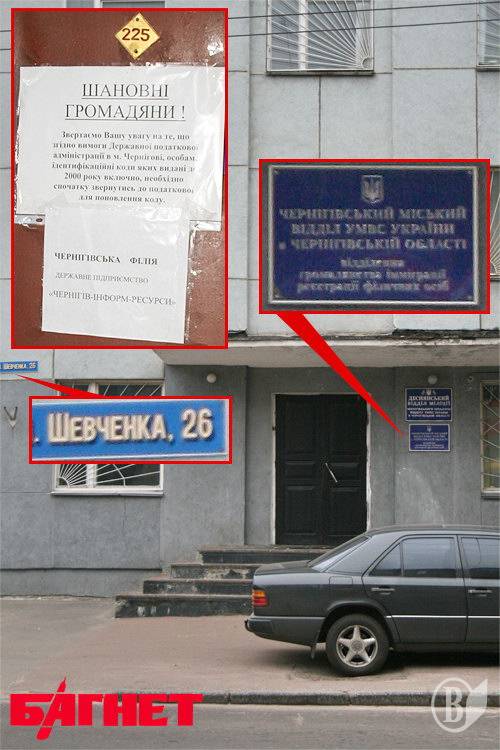 225
ШАНОВНІ
ГРОМАДЯНИ !
Звертаємо Вашу увагу на те, що
згідно вимоги Державної податкової
адміністрації в м. Чернігові, особам,
ідентифікаційні коди яких видані до
2000 року включно, необхідно
спочатку звернутись до податкової
для поновлення коду.
ЧЕРНІГІВСЬКА ФІЛІЯ
ДЕРЖАВНЕ ПІДПРИЄМСТВО
«ЧЕРНІГІВ-ІНФОРМ-РЕСУРСИ»
ЧЕРНІГІВСЬКИЙ МІСЬКИЙ
ВІДДІЛ УМВС УКРАЇНИ
в ЧЕРНІГІВСЬКІЙ ОБЛАСТІ
відділення
громадянства імміграції
реєстрації фізичних осіб
ШЕВЧЕНКА, 26
. ШЕВЧЕНКА, 26
ДЕСНЯНСЬКИЙ
ВІДДІЛ МІЛІЦІЇ
БАГНЕТ
В